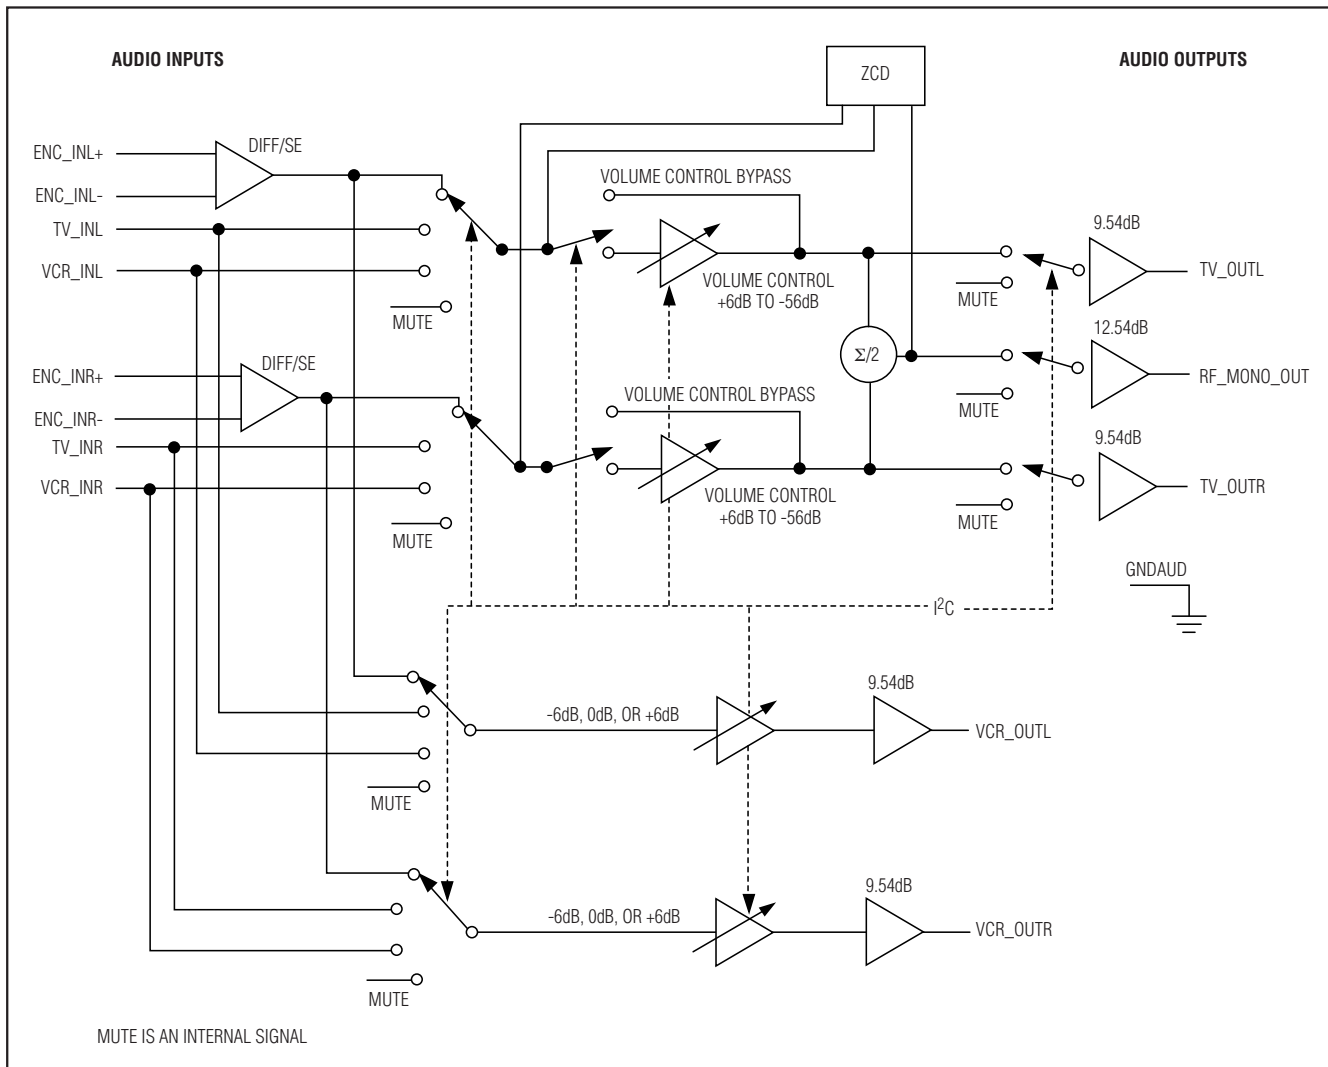 AUDIO INPUTS
AUDIO OUTPUTS
ZCD
ENC_INL+
DIFF/SE
ENC_INL-
VOLUME CONTROL BYPASS
TV_INL
9.54dB
VCR_INL
TV_OUTL
VOLUME CONTROL
+6dB TO -56dB
MUTE
MUTE
12.54dB
DIFF/SE
Σ/2
ENC_INR+
RF_MONO_OUT
VOLUME CONTROL BYPASS
MUTE
ENC_INR-
TV_INR
9.54dB
VCR_INR
TV_OUTR
VOLUME CONTROL
+6dB TO -56dB
MUTE
MUTE
GNDAUD
I²C
9.54dB
-6dB, 0dB, OR +6dB
VCR_OUTL
MUTE
9.54dB
-6dB, 0dB, OR +6dB
VCR_OUTR
MUTE
MUTE IS AN INTERNAL SIGNAL